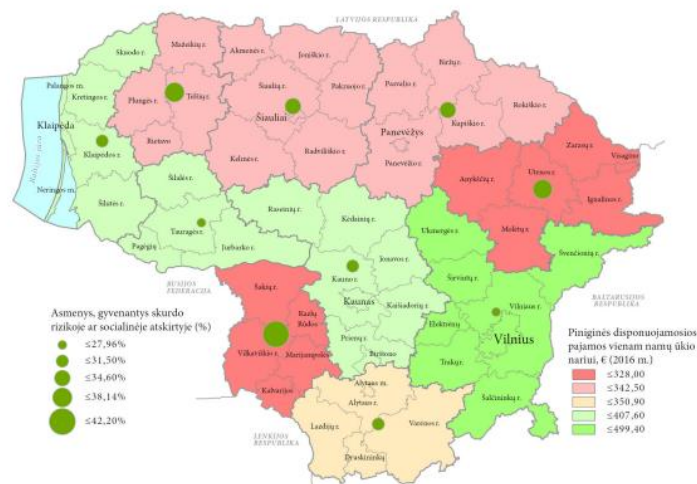 LATVIJOS RESPUBLIKA
Skuodo r.
Mažeikių r.
Akmenės r.
Joniškio r.
Biržų r.
Palangos m.
Kretingos r.
Plungės r.
Telšių r.
Šiaulių r.
Šiauliai
Pakruojo r.
Pasvalio r.
Rokiškio r.
Klaipėda
Kupiškio r.
Panevėžys
Baltijos jūra
Klaipėdos r.
Rietavo
Kelmės r.
Radviliškio r.
Panevėžio r.
Zarasų r.
Visagino
Anykščių r.
Utenos r.
Ignalinos r.
Neringos m.
Šilutės r.
Šilalės r.
Tauragės r.
Raseinių r.
Kėdainių r.
Ukmergės r.
Molėtų r.
Pagėgių
Jurbarko r.
Jonavos r.
Švenčionių r.
RUSIJOS
FEDERACIJA
Kauno r.
Kaunas
Širvintų r.
BALTARUSIJOS
RESPUBLIKA
Šakių r.
Kaišiadorių r.
Vilniaus r.
Kazlų
Rūdos
Elektrėnų
Vilnius
Vilkaviškio r.
Marijampolės
Prienų r.
Birštono
Trakų r.
Kalvarijos
Alytaus m.
Alytaus r.
Šalčininkų r.
Lazdijų r.
Varėnos r.
Druskininkų
LENKIJOS
RESPUBLIKA
Asmenys, gyvenantys skurdo
rizikoje ar socialinėje atskirtyje (%)
≤27,96%
≤31,50%
≤34,60%
≤38,14%
≤42,20%
Piniginės disponuojamosios
pajamos vienam namų ūkio
nariui, € (2016 m.)
≤328,00
≤342,50
≤350,90
≤407,60
≤499,40